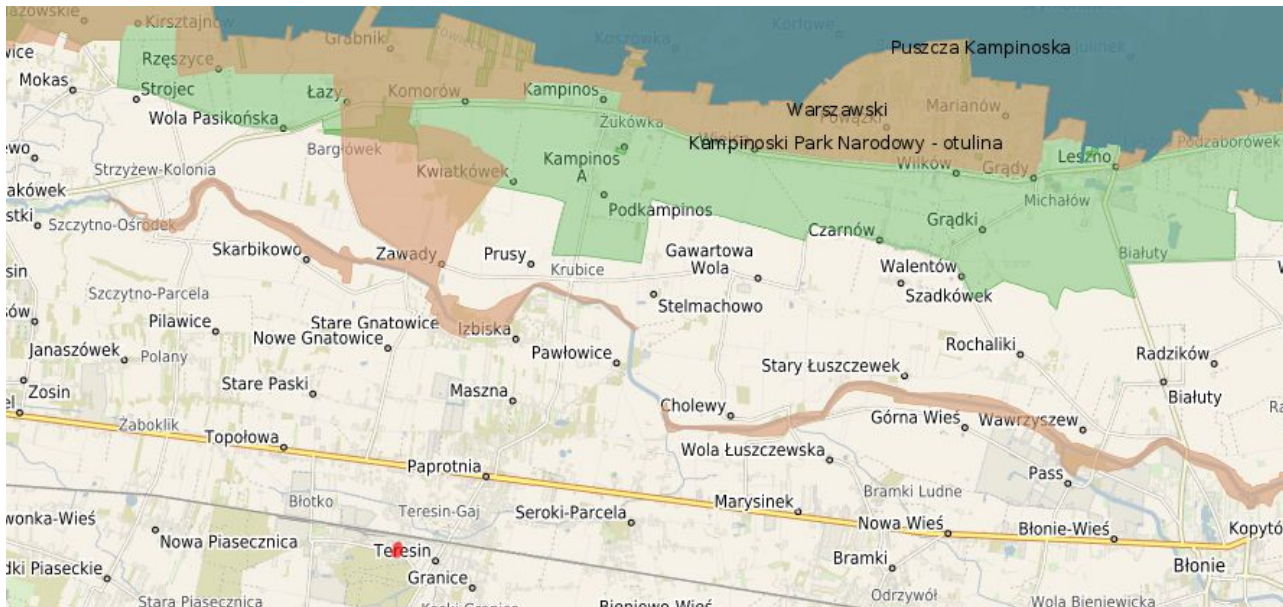 Kirsztajnów
Grabnik
Korfowe
Koszówka
Puszcza Kampinoska
Rzęszyce
Mokas
Strojec
Łazy
Komorów
Kampinos
Warszawski
Marianów
Powązki
Wola Pasikońska
Żukówka
Wiejca
Kampinoski Park Narodowy - otulina
Podzaborówek
Bargłówek
Kampinos
A
Wilków
Grądy
Leszno
Strzyżew-Kolonia
Kwiatkówek
Michałów
Podkampinos
Grądki
Szczytno-Ośrodek
Czarnów
Skarbikowo
Zawady
Prusy
Krubice
Gawartowa
Wola
Białuty
Walentów
Szadkówek
Szczytno-Parcela
Stelmachowo
Pilawice
Stare Gnatowice
Nowe Gnatowice
Izbiska
Janaszówek
Polany
Pawłowice
Rochaliki
Radzików
Zosin
Stare Paski
Maszna
Stary Łuszczewek
Białuty
Cholewy
Górna Wieś
Wawrzyszew
Żaboklik
Topołowa
Wola Łuszczewska
Paprotnia
Pass
Błotko
Teresin-Gaj
Seroki-Parcela
Marysinek
Bramki Ludne
Nowa Wieś
Błonie-Wieś
Nowa Piasecznica
Teresin
Granice
Bramki
Błonie
Stara Piasecznica
Odrzywół
Wola Bieniewicka